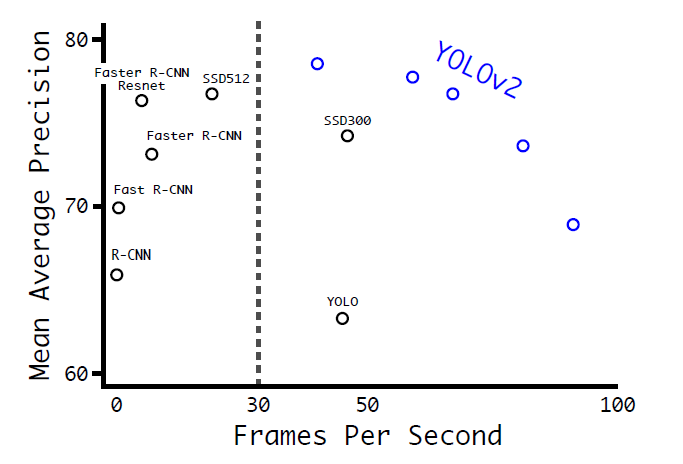 80
YOLOv2
Faster R-CNN
Resnet
SSD512
SSD300
Faster R-CNN
Fast R-CNN
70
R-CNN
YOLO
60
0 30 50 100
Frames Per Second
Mean Average Precision